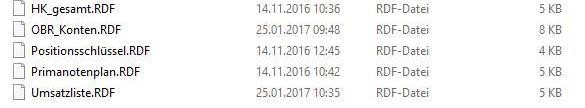 HK_gesamt.RDF 14.11.2016 10:36 RDF-Datei 5 KB
OBR_Konten.RDF 25.01.2017 09:48 RDF-Datei 8 KB
Positionsschlüssel.RDF 14.11.2016 12:45 RDF-Datei 4 KB
Primanotenplan.RDF 14.11.2016 10:42 RDF-Datei 5 KB
Umsatzliste.RDF 25.01.2017 10:35 RDF-Datei 5 KB